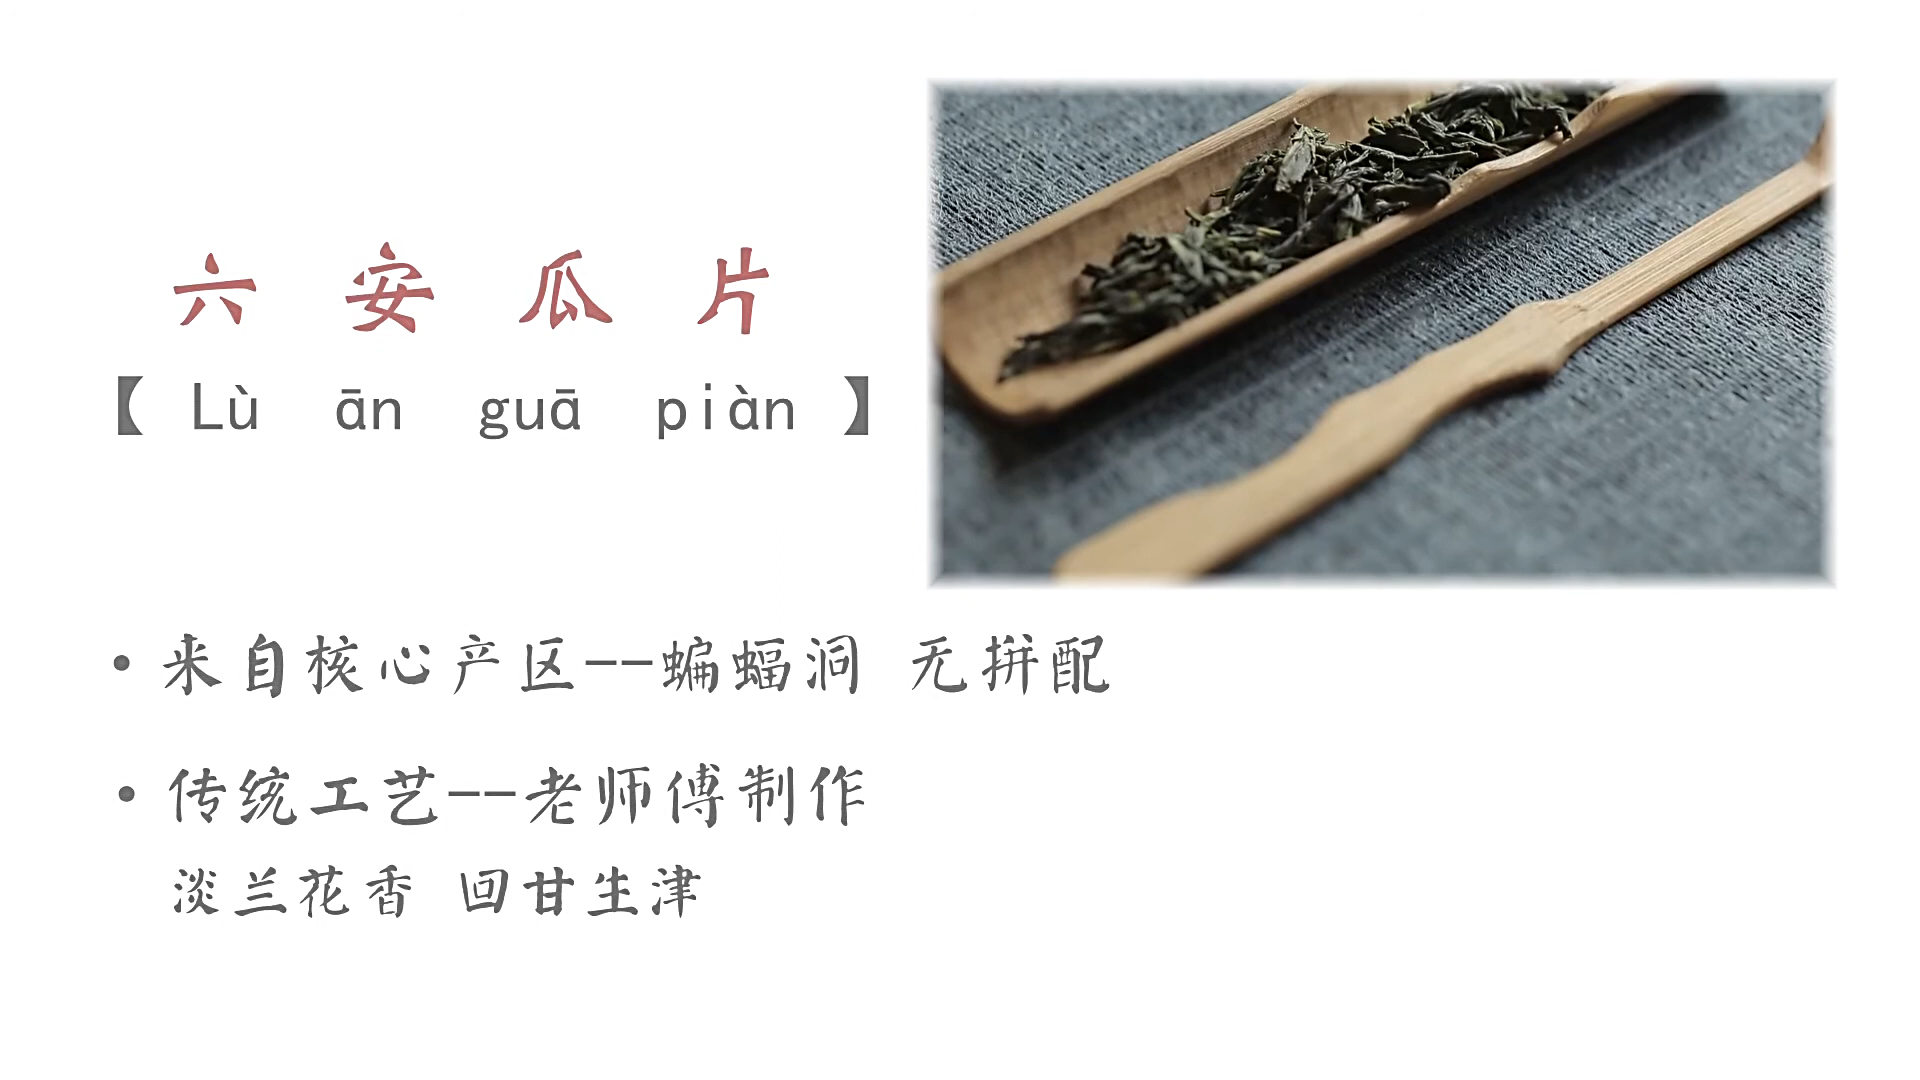 六安瓜片
【 Lù ān guā piàn 】
• 来自核心产区--蝙蝠洞 无拼配
• 传统工艺--老师傅制作
淡兰花香 回甘生津